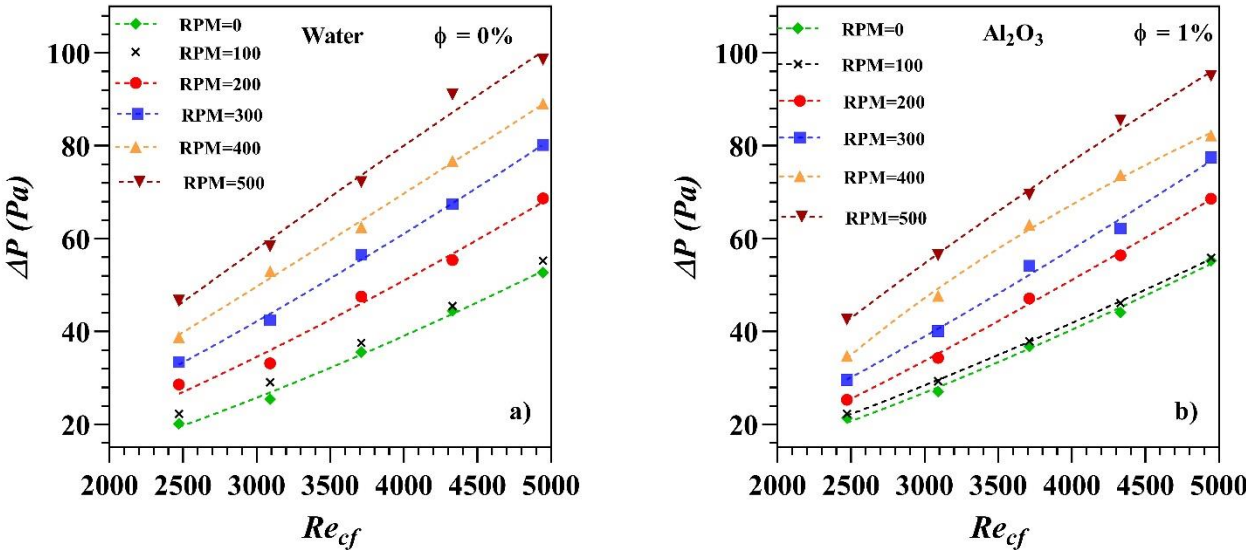 RPM=0
RPM=100
RPM=200
RPM=300
RPM=400
RPM=500
Water
ϕ = 0%
100
80
60
40
20
ΔP (Pa)
a)
2000 2500 3000 3500 4000 4500 5000
Re_cf
RPM=0
RPM=100
RPM=200
RPM=300
RPM=400
RPM=500
Al₂O₃
ϕ = 1%
100
80
60
40
20
ΔP (Pa)
b)
2000 2500 3000 3500 4000 4500 5000
Re_cf